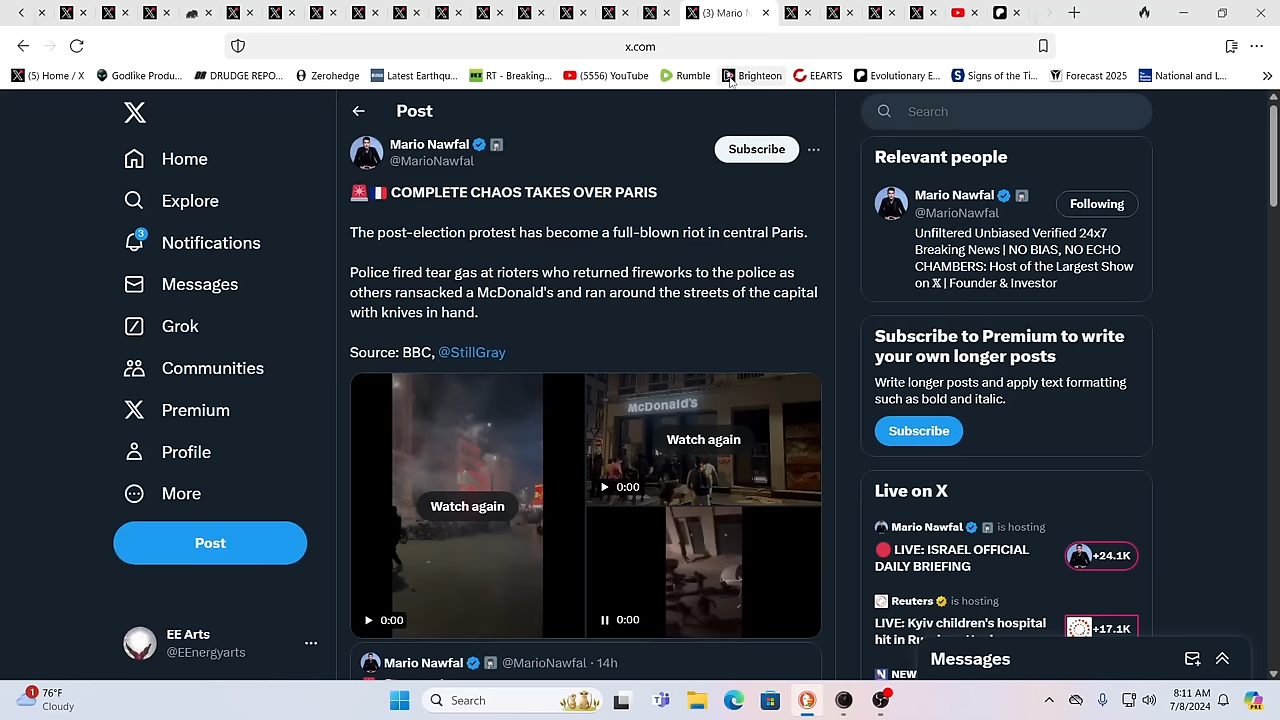 (3) Mario N
x.com
(5) Home / X
Godlike Produ...
DRUDGE REPO...
Zerohedge
Latest Earthqu...
RT - Breaking...
(5556) YouTube
Rumble
Brighteon
EEARTS
Evolutionary E...
Signs of the Ti...
Forecast 2025
National and L...
Post
Search
Mario Nawfal
@MarioNawfal
Subscribe
🚨🇫🇷 COMPLETE CHAOS TAKES OVER PARIS
The post-election protest has become a full-blown riot in central Paris.
Police fired tear gas at rioters who returned fireworks to the police as
others ransacked a McDonald's and ran around the streets of the capital
with knives in hand.
Source: BBC, @StillGray
McDonald's
Watch again
0:00
Watch again
0:00
0:00
Mario Nawfal @MarioNawfal · 14h
Home
Explore
3
Notifications
Messages
Grok
Communities
Premium
Profile
More
Post
EE Arts
@EEnergyarts
Relevant people
Mario Nawfal
@MarioNawfal
Following
Unfiltered Unbiased Verified 24x7
Breaking News | NO BIAS, NO ECHO
CHAMBERS: Host of the Largest Show
on 𝕏 | Founder & Investor
Subscribe to Premium to write
your own longer posts
Write longer posts and apply text formatting
such as bold and italic.
Subscribe
Live on X
Mario Nawfal is hosting
🔴 LIVE: ISRAEL OFFICIAL
DAILY BRIEFING
+24.1K
Reuters is hosting
LIVE: Kyiv children's hospital
+17.1K
NEW
Messages
1
76°F
Cloudy
Search
8:11 AM
7/8/2024